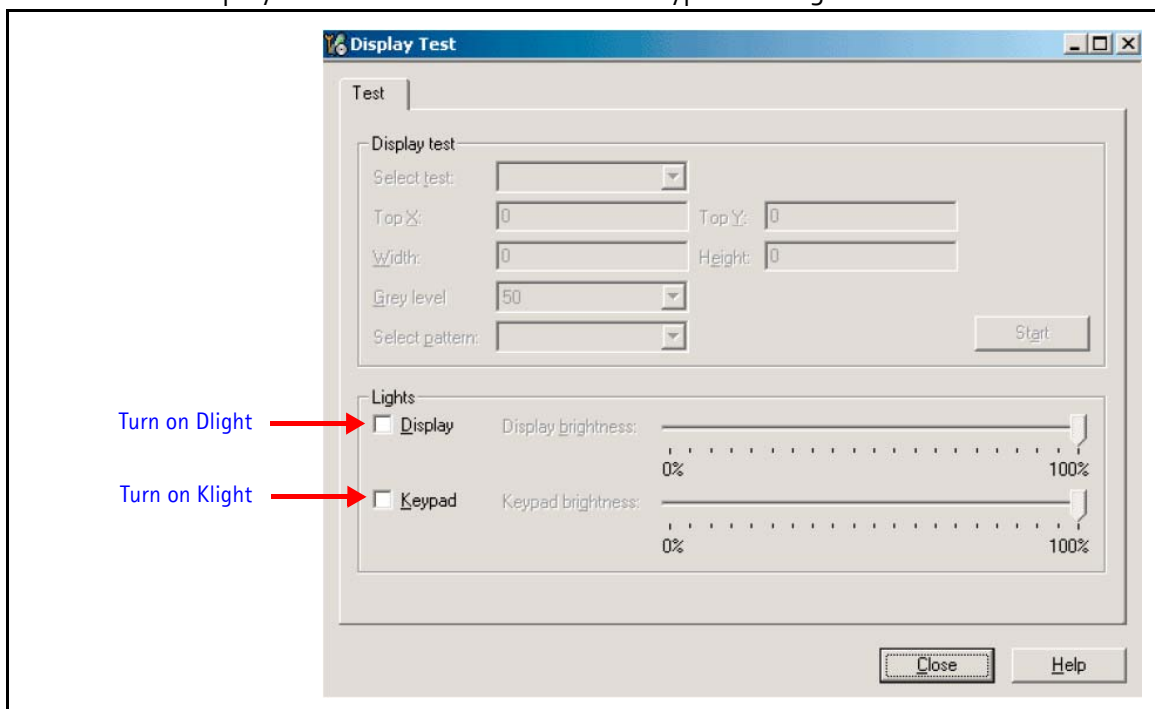 Display Test
Test
Display test
Select test:
Top X: 0 Top Y: 0
Width: 0 Height: 0
Grey level 50
Select pattern:
Start
Lights
Turn on Dlight
Display Display brightness:
0% 100%
Turn on Klight
Keypad Keypad brightness:
0% 100%
Close Help